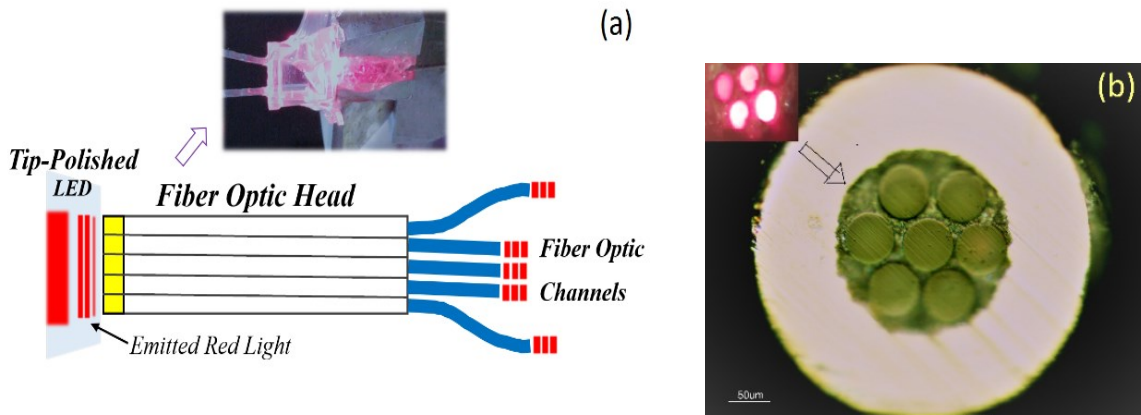 (a)
Tip-Polished
LED
Fiber Optic Head
Fiber Optic
Channels
Emitted Red Light
(b)
50um